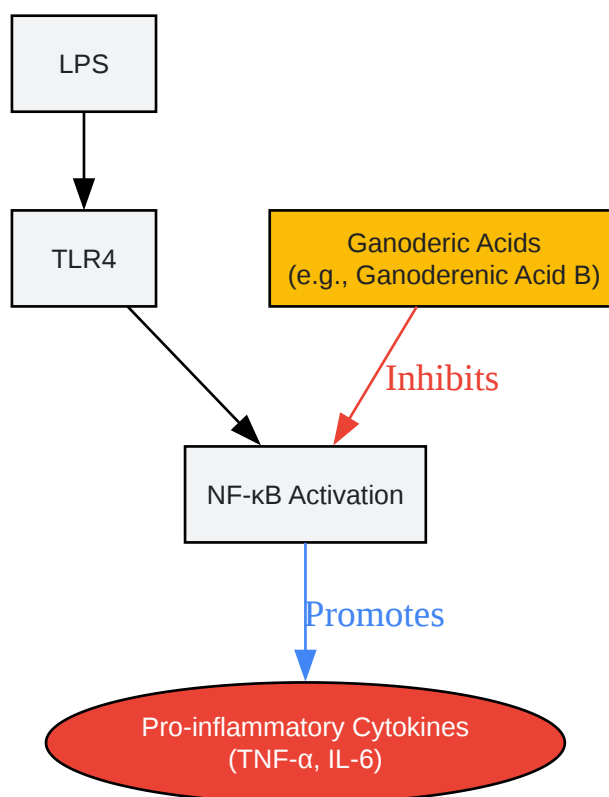 LPS
TLR4
Ganoderic Acids
(e.g., Ganoderenic Acid B)
Inhibits
NF-κB Activation
Promotes
Pro-inflammatory Cytokines
(TNF-α, IL-6)